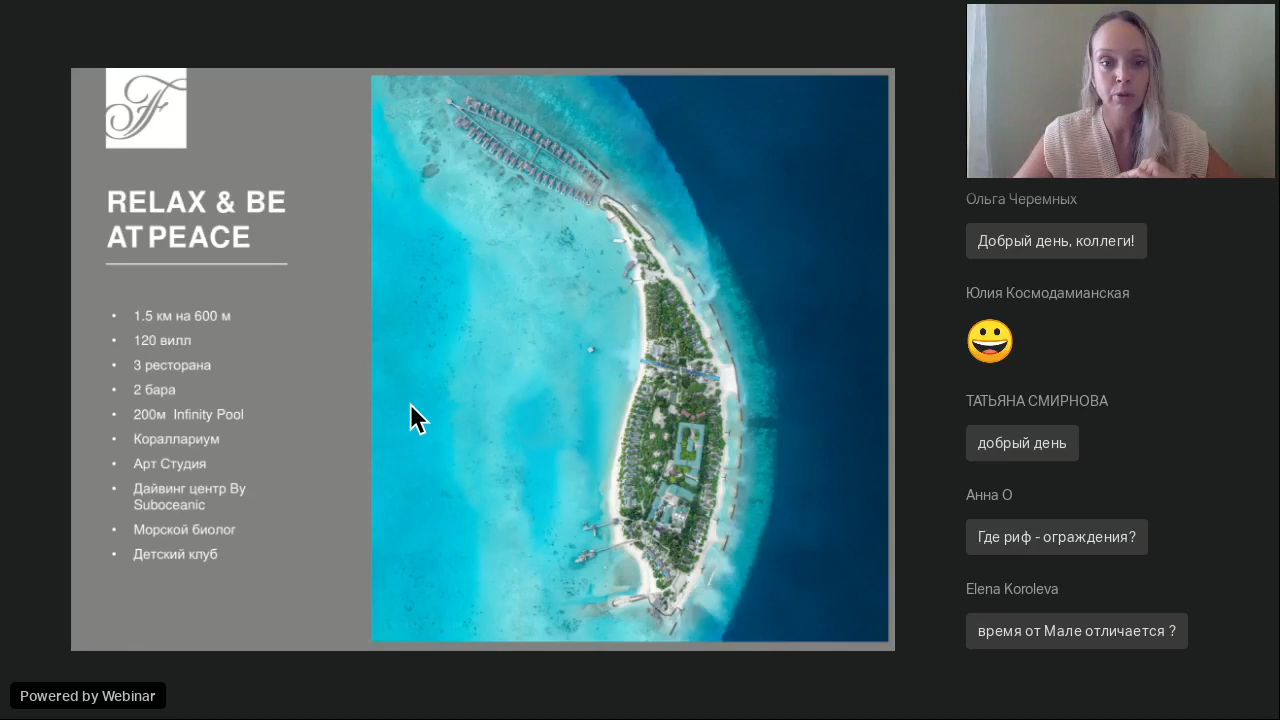 RELAX & BE
AT PEACE
• 1.5 км на 600 м
• 120 вилл
• 3 ресторана
• 2 бара
• 200м Infinity Pool
• Кораллариум
• Арт Студия
• Дайвинг центр By
Suboceanic
• Морской биолог
• Детский клуб
Ольга Черемных
Добрый день, коллеги!
Юлия Космодамианская
ТАТЬЯНА СМИРНОВА
добрый день
Анна О
Где риф - ограждения?
Elena Koroleva
время от Мале отличается ?
Powered by Webinar